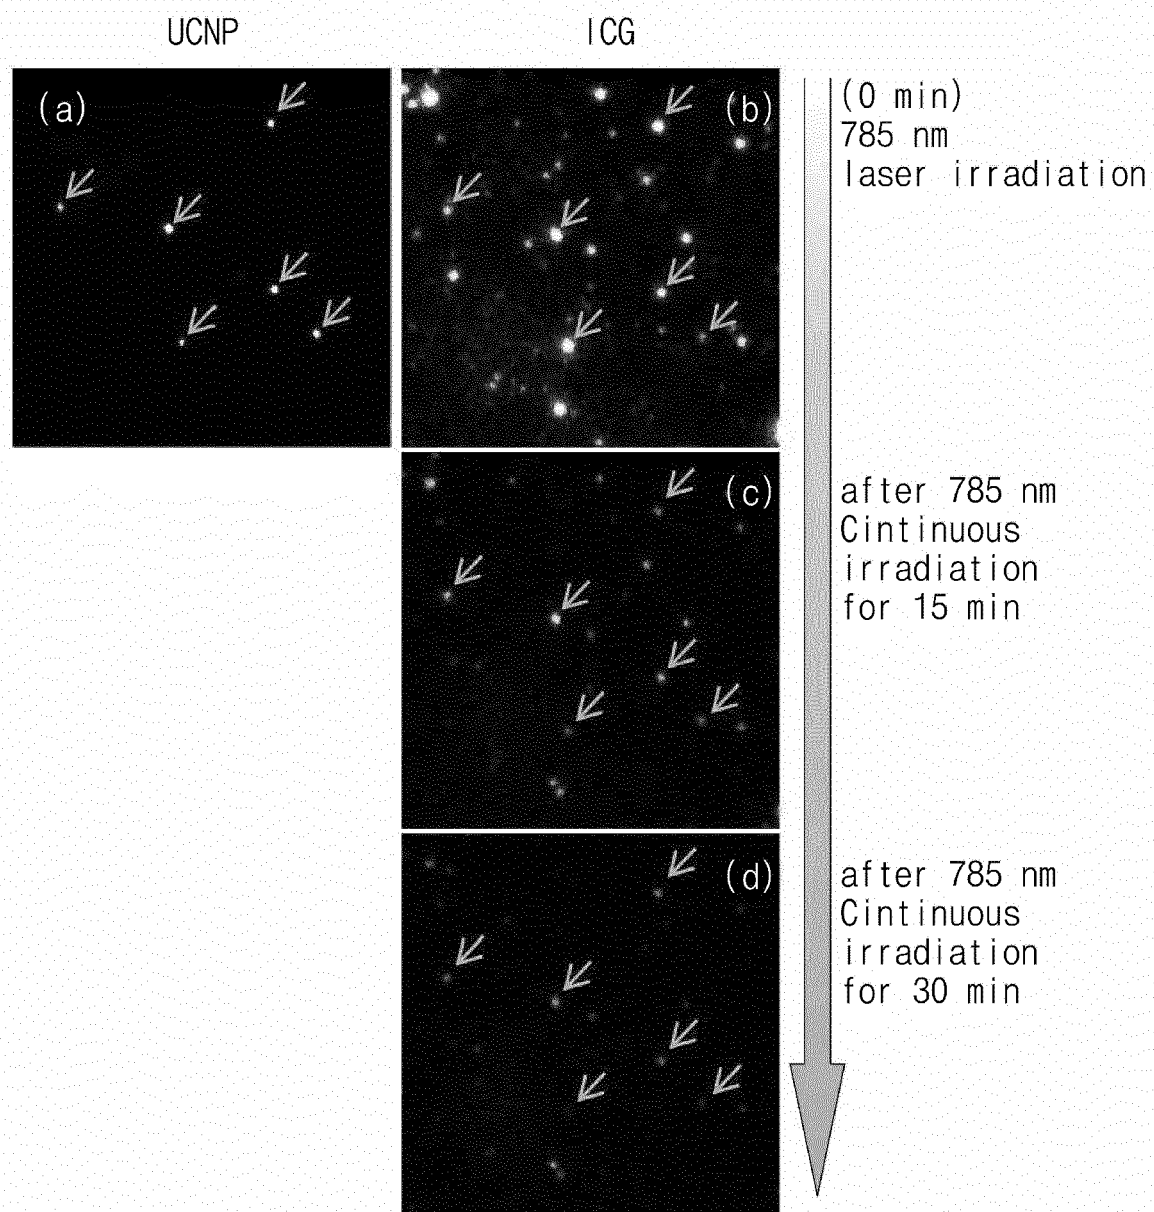 UCNP
ICG
(a)
(b)
(0 min)
785 nm
laser irradiation
(c)
after 785 nm
Cintinuous
irradiation
for 15 min
(d)
after 785 nm
Cintinuous
irradiation
for 30 min